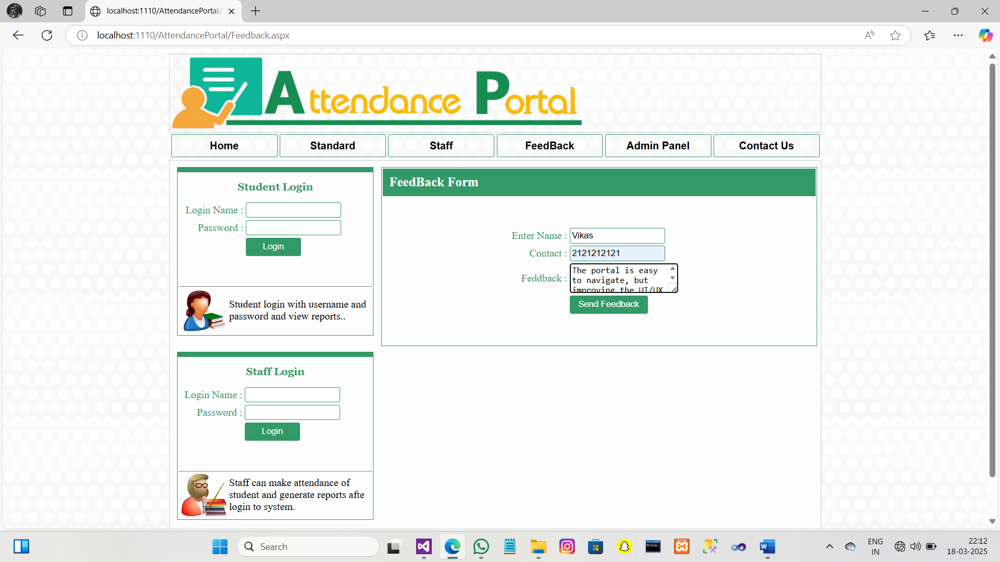 localhost:1110/AttendancePortal/
localhost:1110/AttendancePortal/Feedback.aspx
Attendance Portal
Home
Standard
Staff
FeedBack
Admin Panel
Contact Us
Student Login
Login Name :
Password :
Login
Student login with username and
password and view reports..
Staff Login
Login Name :
Password :
Login
Staff can make attendance of
student and generate reports afte
login to system.
FeedBack Form
Enter Name : Vikas
Contact : 2121212121
Feddback : The portal is easy
to navigate, but
improving the UI/UX
Send Feedback
Search
MySQL
ENG
IN
22:12
18-03-2025